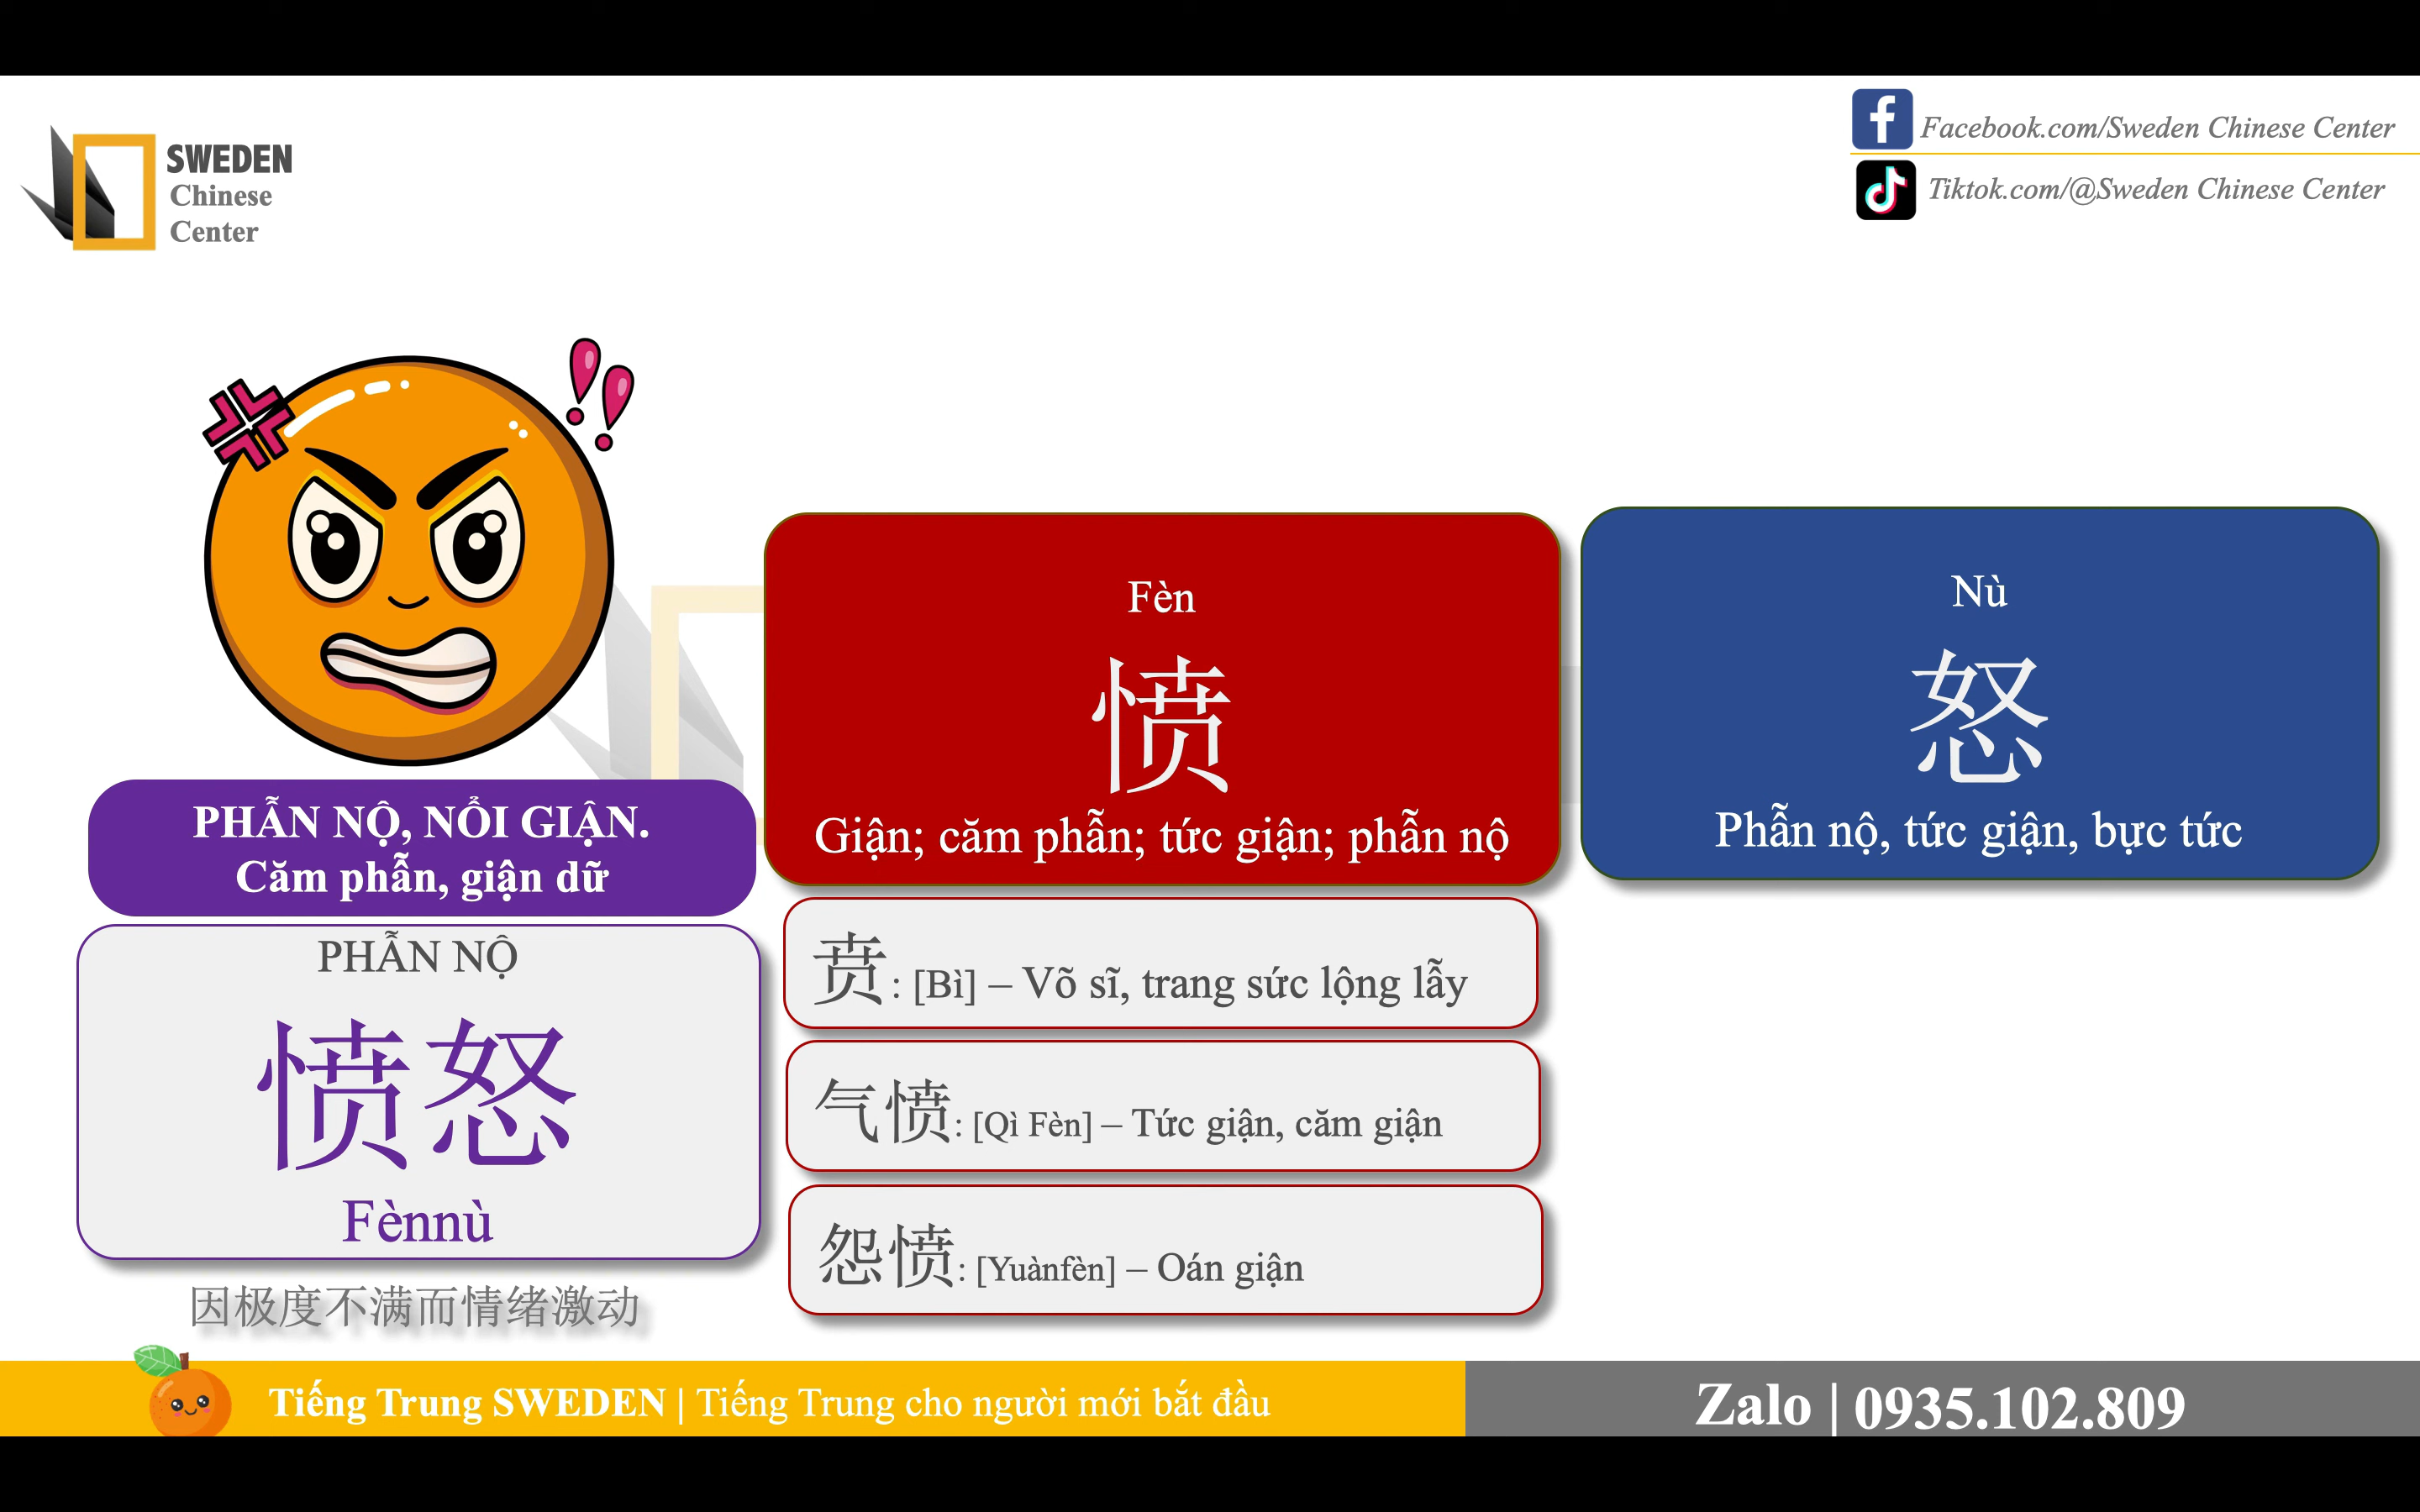 SWEDEN
Chinese
Center
Facebook.com/Sweden Chinese Center
Tiktok.com/@Sweden Chinese Center
PHẪN NỘ, NỔI GIẬN.
Căm phẫn, giận dữ
PHẪN NỘ
愤怒
Fènnù
因极度不满而情绪激动
Fèn
愤
Giận; căm phẫn; tức giận; phẫn nộ
贲: [Bì] – Võ sĩ, trang sức lộng lẫy
气愤: [Qì Fèn] – Tức giận, căm giận
怨愤: [Yuànfèn] – Oán giận
Nù
怒
Phẫn nộ, tức giận, bực tức
Tiếng Trung SWEDEN | Tiếng Trung cho người mới bắt đầu
Zalo | 0935.102.809